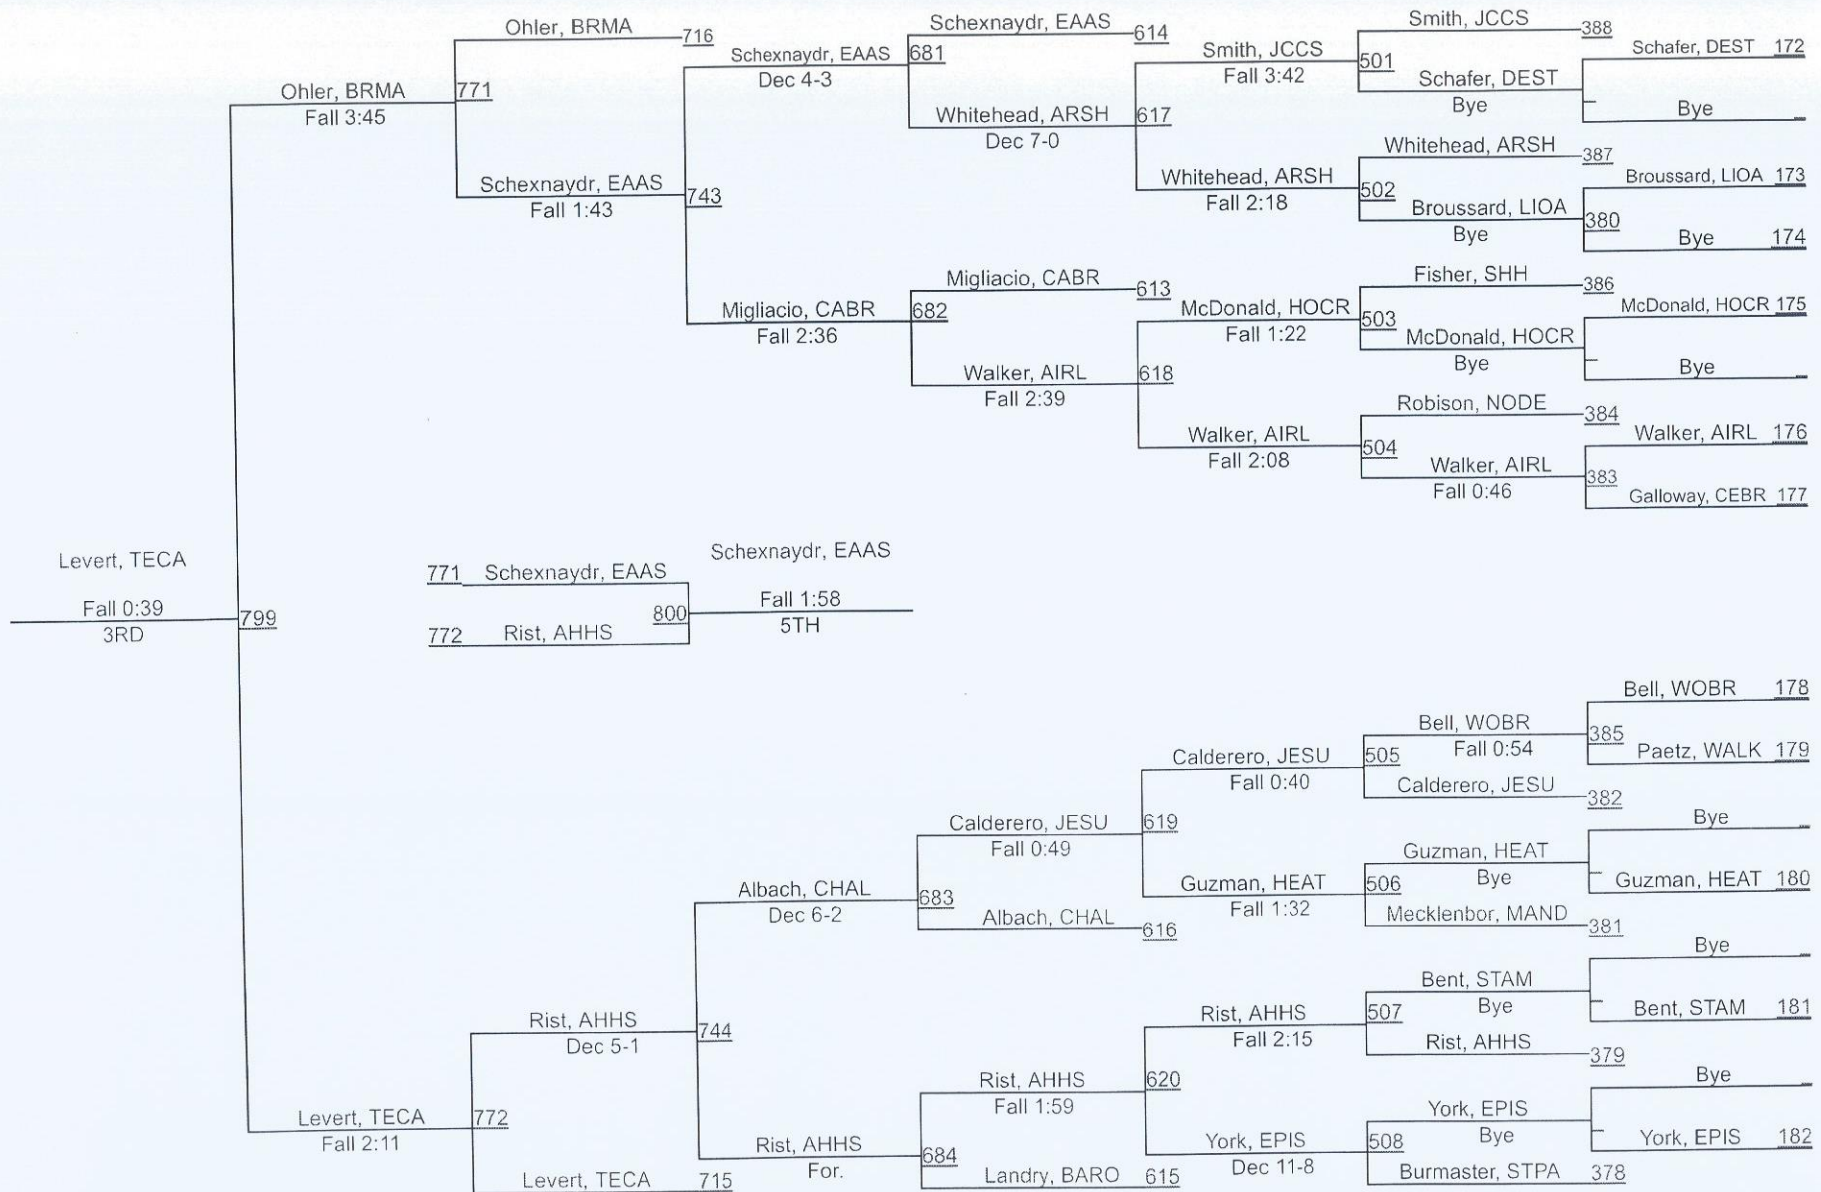 Ohler, BRMA
716
Schexnaydr, EAAS
614
Smith, JCCS
388
Schafer, DEST 172
Schexnaydr, EAAS
681
Dec 4-3
Smith, JCCS
Fall 3:42
501
Schafer, DEST
Bye
Bye
Ohler, BRMA
771
Fall 3:45
Whitehead, ARSH
617
Dec 7-0
Whitehead, ARSH
387
Broussard, LIOA 173
Schexnaydr, EAAS
743
Fall 1:43
Whitehead, ARSH
502
Fall 2:18
Broussard, LIOA
380
Bye
Bye 174
Migliacio, CABR
613
Fisher, SHH
386
McDonald, HOCR 175
Migliacio, CABR
682
Fall 2:36
McDonald, HOCR
503
Fall 1:22
McDonald, HOCR
Bye
Bye
Walker, AIRL
618
Fall 2:39
Robison, NODE
384
Walker, AIRL 176
Walker, AIRL
504
Fall 2:08
Walker, AIRL
383
Fall 0:46
Galloway, CEBR 177
Levert, TECA
Fall 0:39
799
3RD
771 Schexnaydr, EAAS
Schexnaydr, EAAS
800
Fall 1:58
5TH
772 Rist, AHHS
Bell, WOBR 178
Bell, WOBR
385
Fall 0:54
Paetz, WALK 179
Calderero, JESU
505
Fall 0:40
Calderero, JESU
382
Bye
Calderero, JESU
619
Fall 0:49
Guzman, HEAT
Bye
Guzman, HEAT 180
Albach, CHAL
683
Dec 6-2
Guzman, HEAT
506
Fall 1:32
Albach, CHAL
616
Mecklenbor, MAND
381
Bye
Bent, STAM
Bye
Bent, STAM 181
Rist, AHHS
744
Dec 5-1
Rist, AHHS
507
Fall 2:15
Rist, AHHS
379
Bye
Rist, AHHS
620
Fall 1:59
York, EPIS
Bye
York, EPIS 182
Levert, TECA
772
Fall 2:11
Rist, AHHS
684
For.
York, EPIS
508
Dec 11-8
Levert, TECA
715
Landry, BARO
615
Burmaster, STPA
378